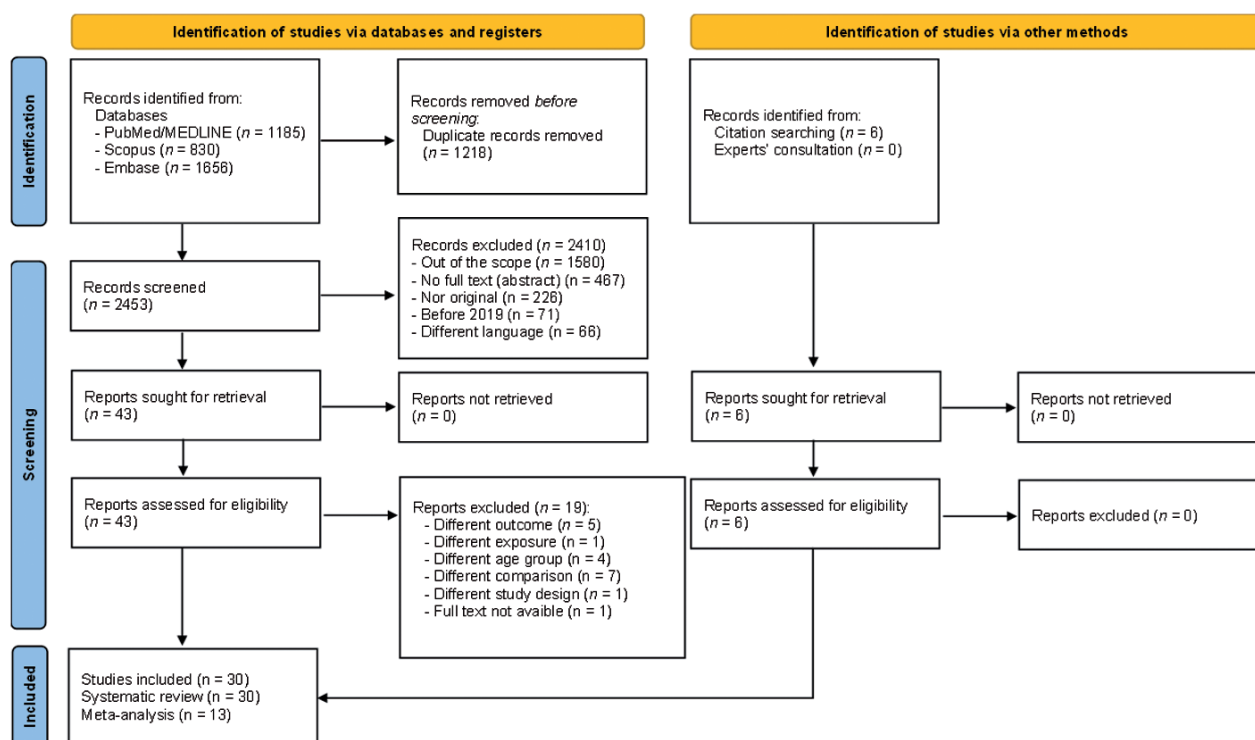 Identification of studies via databases and registers
Identification of studies via other methods
Identification
Records identified from:
Databases
- PubMed/MEDLINE (n = 1185)
- Scopus (n = 830)
- Embase (n = 1656)
Records removed before
screening:
Duplicate records removed
(n = 1218)
Records identified from:
Citation searching (n = 6)
Experts' consultation (n = 0)
Screening
Records screened
(n = 2453)
Records excluded (n = 2410)
- Out of the scope (n = 1580)
- No full text (abstract) (n = 467)
- Nor original (n = 226)
- Before 2019 (n = 71)
- Different language (n = 66)
Reports sought for retrieval
(n = 43)
Reports not retrieved
(n = 0)
Reports sought for retrieval
(n = 6)
Reports not retrieved
(n = 0)
Reports assessed for eligibility
(n = 43)
Reports excluded (n = 19):
- Different outcome (n = 5)
- Different exposure (n = 1)
- Different age group (n = 4)
- Different comparison (n = 7)
- Different study design (n = 1)
- Full text not avaible (n = 1)
Reports assessed for eligibility
(n = 6)
Reports excluded (n = 0)
Included
Studies included (n = 30)
Systematic review (n = 30)
Meta-analysis (n = 13)